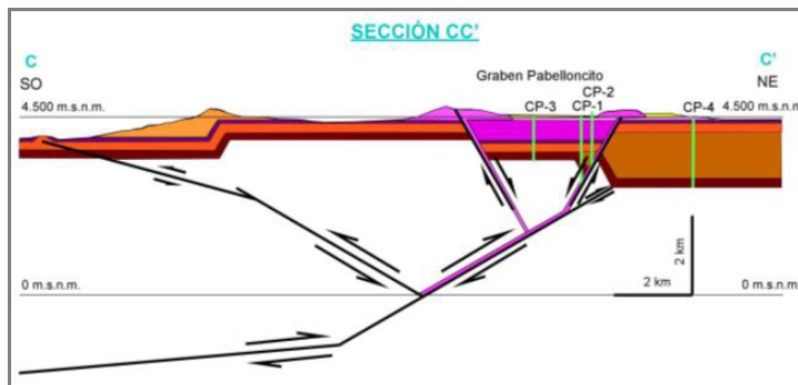 SECCIÓN CC'
C C'
SO Graben Pabelloncito NE
CP-2
4.500 m.s.n.m. CP-3 CP-1 CP-4 4.500 m.s.n.m.
2 km
0 m.s.n.m. 2 km 0 m.s.n.m.